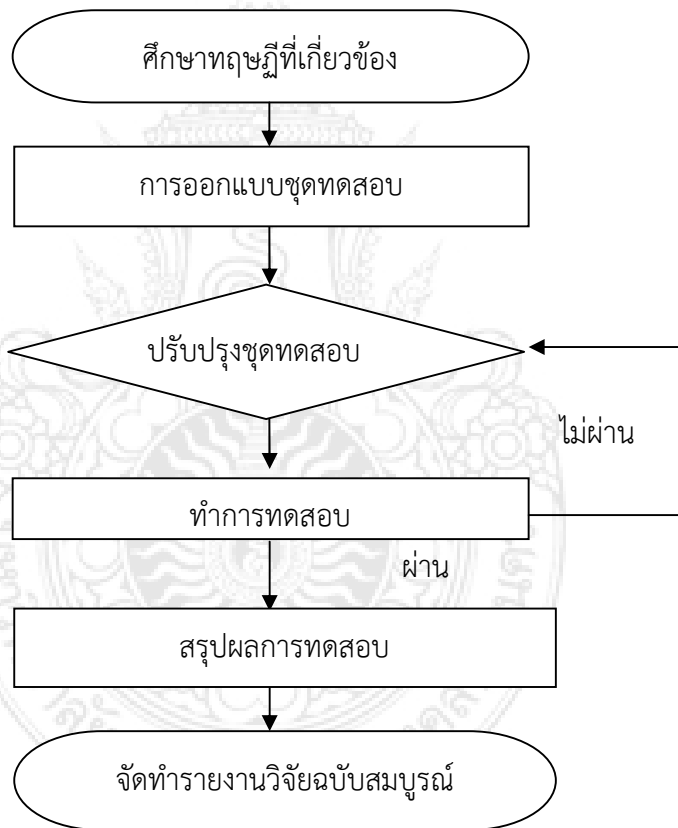 ศึกษาทฤษฏีที่เกี่ยวข้อง
การออกแบบชุดทดสอบ
ปรับปรุงชุดทดสอบ
ไม่ผ่าน
ทำการทดสอบ
ผ่าน
สรุปผลการทดสอบ
จัดทำรายงานวิจัยฉบับสมบูรณ์